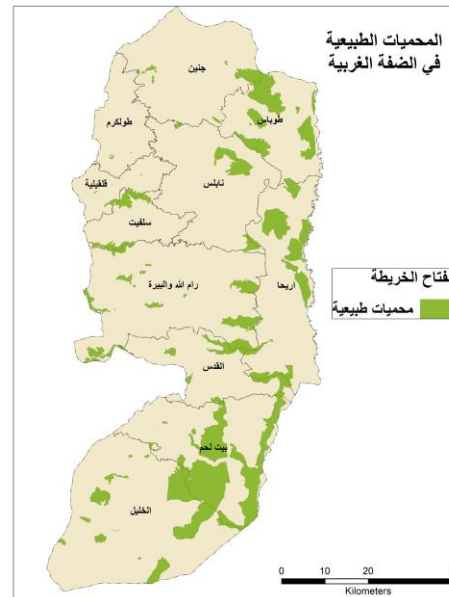 المحميات الطبيعية
في الضفة الغربية
جنين
طوباس
طولكرم
نابلس
قلقيلية
سلفيت
رام الله والبيرة
اريحا
القدس
بيت لحم
الخليل
فتاح الخريطة
محميات طبيعية
0 10 20
Kilometers